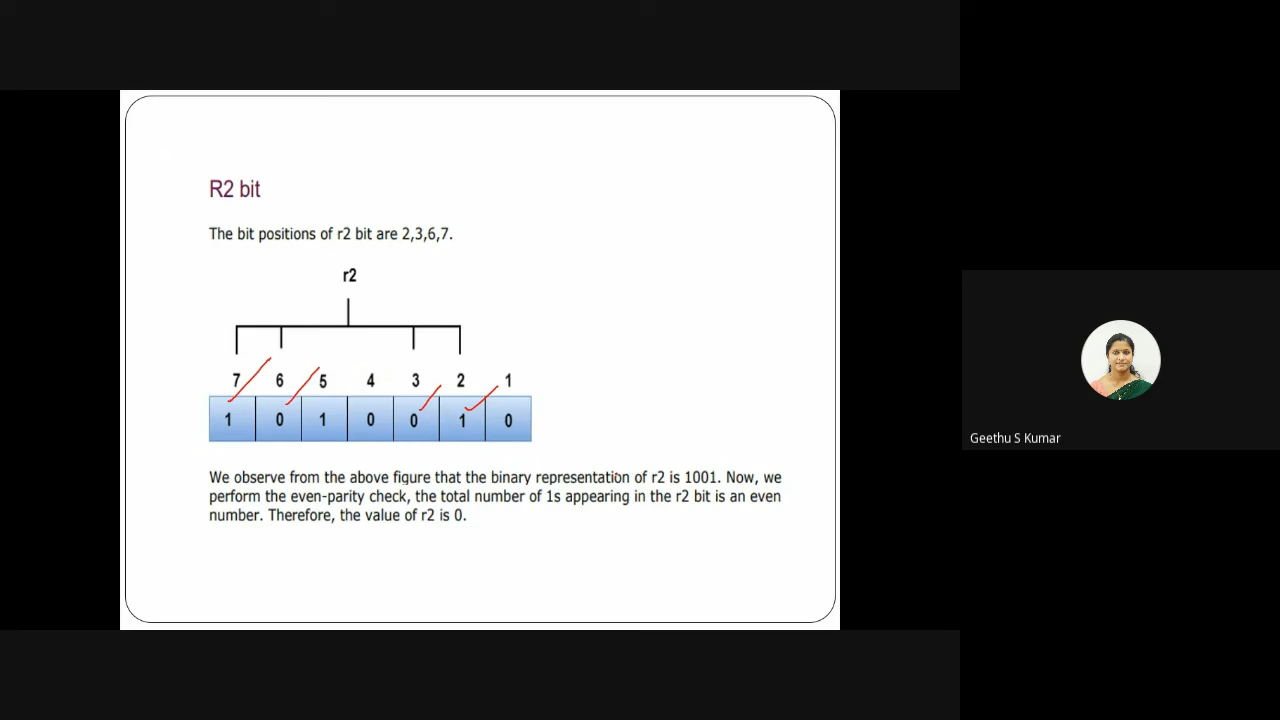 R2 bit
The bit positions of r2 bit are 2,3,6,7.
r2
7 6 5 4 3 2 1
1 0 1 0 0 1 0
We observe from the above figure that the binary representation of r2 is 1001. Now, we
perform the even-parity check, the total number of 1s appearing in the r2 bit is an even
number. Therefore, the value of r2 is 0.
Geethu S Kumar